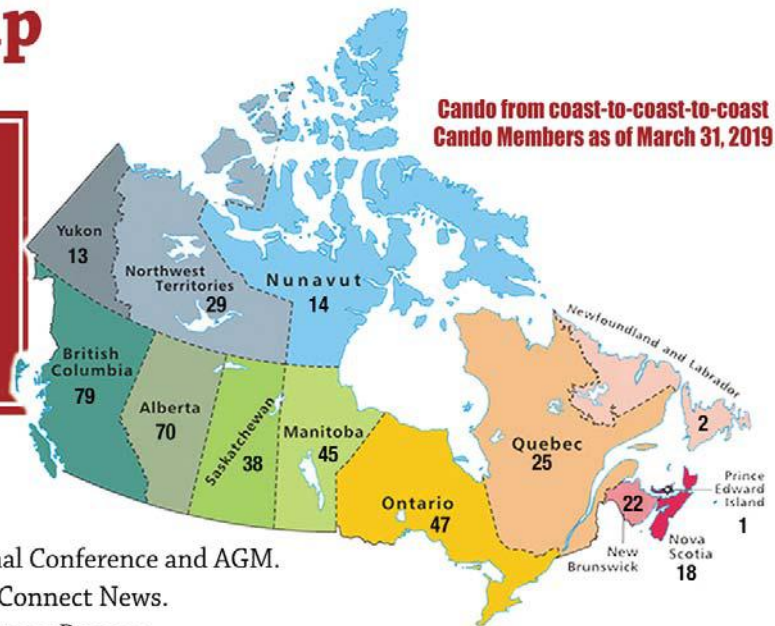 Cando from coast-to-coast-to-coast
Cando Members as of March 31, 2019
Yukon
13
Northwest
Territories
29
Nunavut
14
British
Columbia
79
Alberta
70
Saskatchewan
38
Manitoba
45
Ontario
47
Quebec
25
Newfoundland and Labrador
2
Prince
Edward
Island
1
22
New
Brunswick
Nova
Scotia
18
nal Conference and AGM.
Connect News.